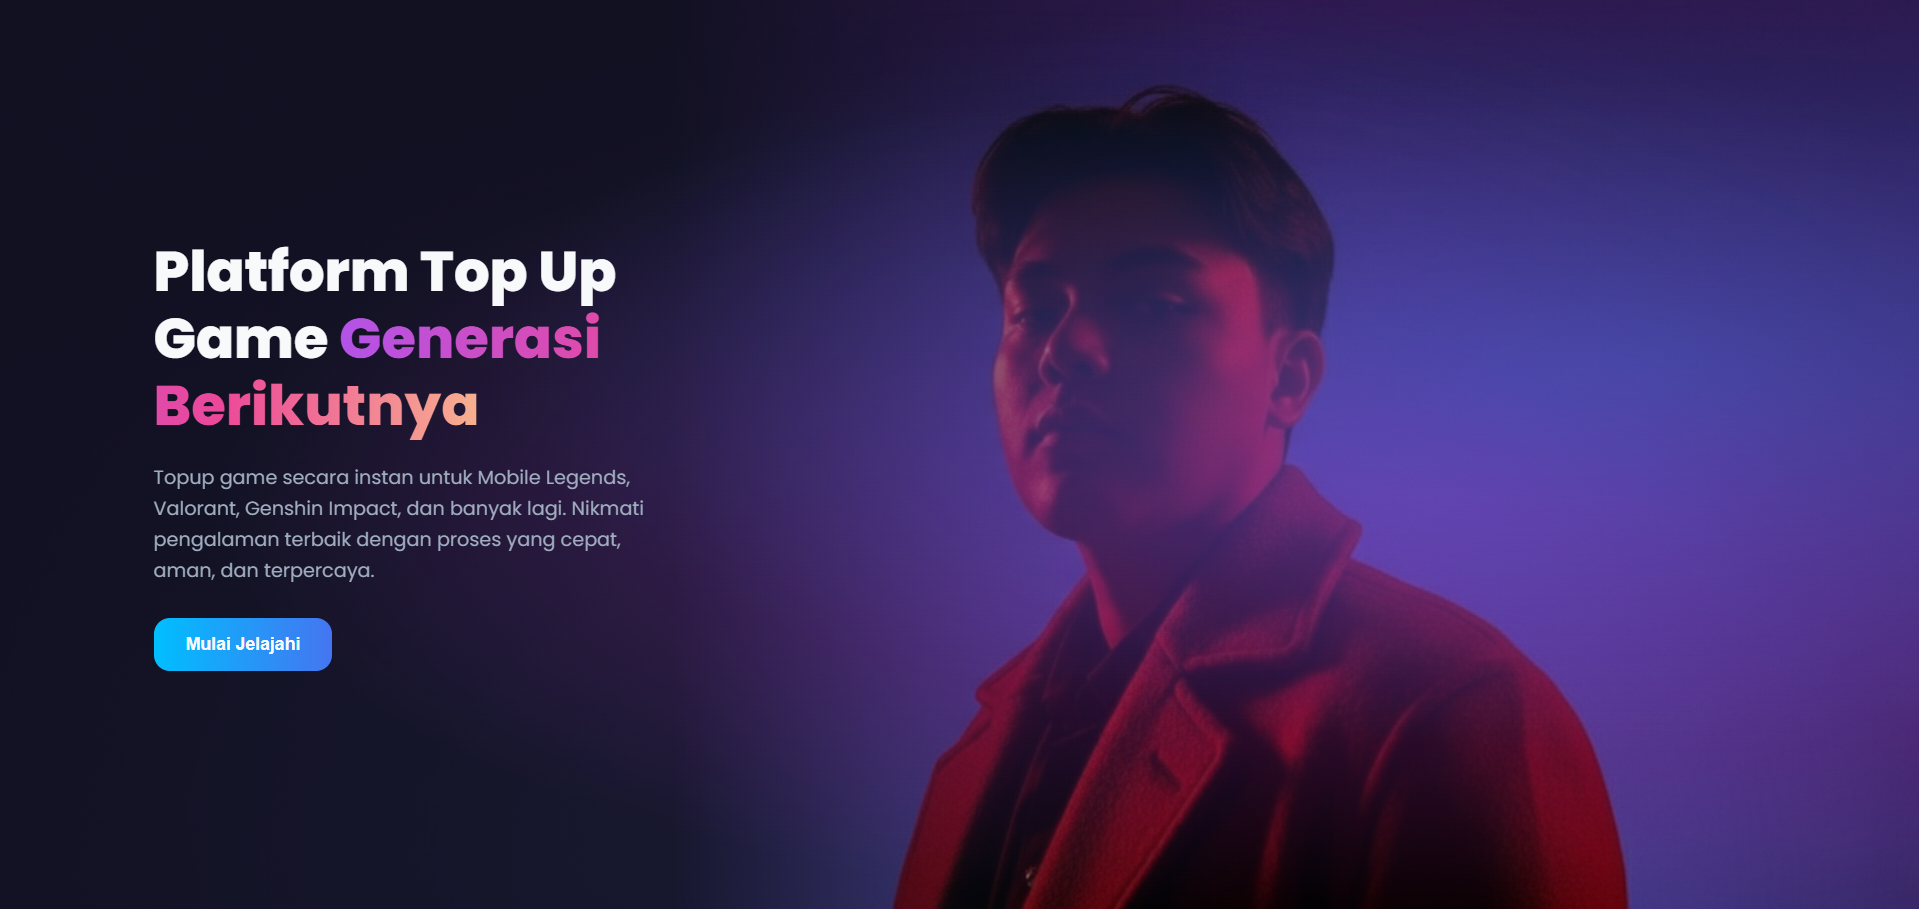 Platform Top Up
Game Generasi
Berikutnya
Topup game secara instan untuk Mobile Legends,
Valorant, Genshin Impact, dan banyak lagi. Nikmati
pengalaman terbaik dengan proses yang cepat,
aman, dan terpercaya.
Mulai Jelajahi